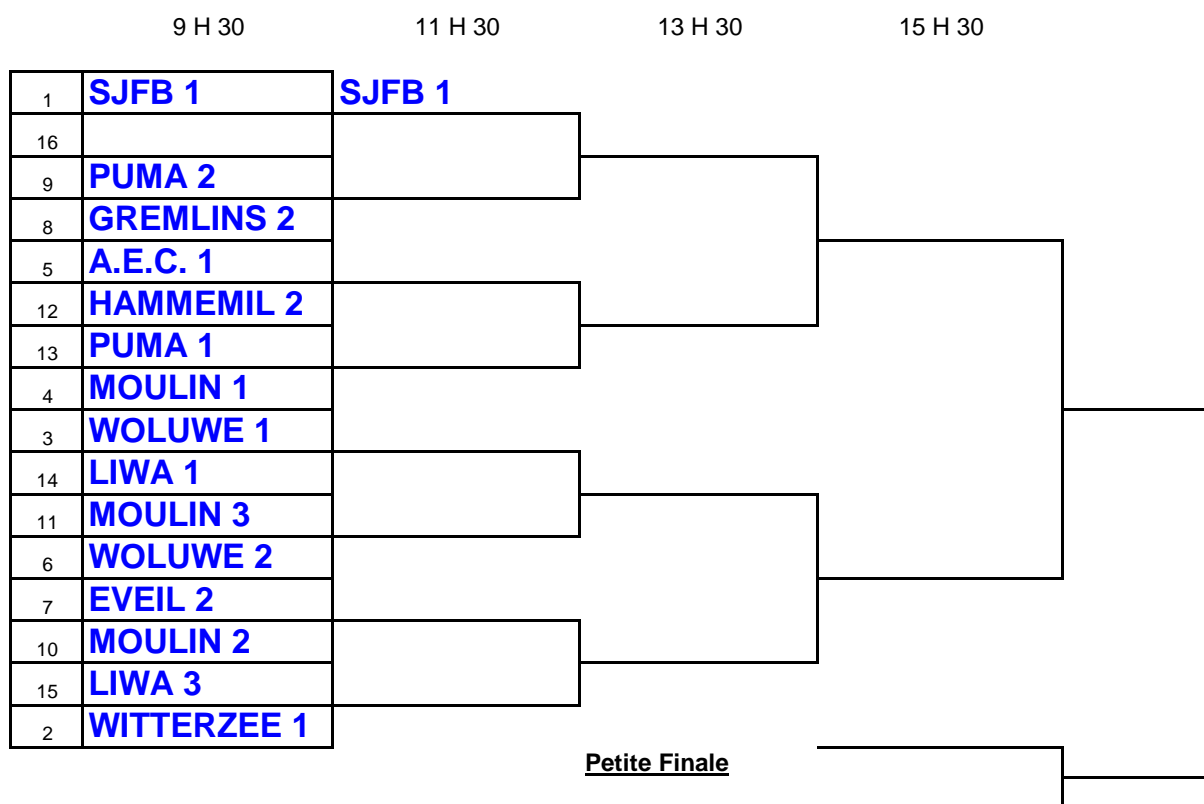 9 H 30 11 H 30 13 H 30 15 H 30
1 SJFB 1 SJFB 1
16
9 PUMA 2
8 GREMLINS 2
5 A.E.C. 1
12 HAMMEMIL 2
13 PUMA 1
4 MOULIN 1
3 WOLUWE 1
14 LIWA 1
11 MOULIN 3
6 WOLUWE 2
7 EVEIL 2
10 MOULIN 2
15 LIWA 3
2 WITTERZEE 1
Petite Finale